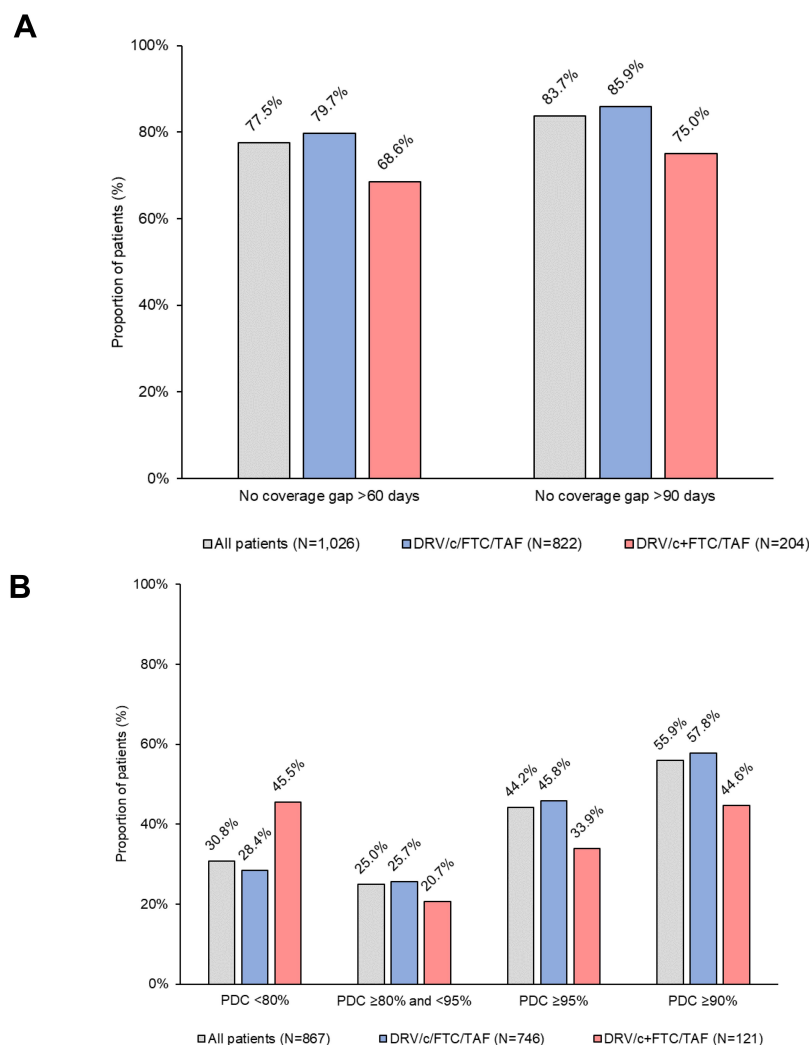 A
100%
80%
60%
40%
20%
0%
Proportion of patients (%)
77.5%
79.7%
68.6%
83.7%
85.9%
75.0%
No coverage gap >60 days
No coverage gap >90 days
All patients (N=1,026)
DRV/c/FTC/TAF (N=822)
DRV/c+FTC/TAF (N=204)
B
100%
80%
60%
40%
20%
0%
Proportion of patients (%)
30.8%
28.4%
45.5%
25.0%
25.7%
20.7%
44.2%
45.8%
33.9%
55.9%
57.8%
44.6%
PDC <80%
PDC ≥80% and <95%
PDC ≥95%
PDC ≥90%
All patients (N=867)
DRV/c/FTC/TAF (N=746)
DRV/c+FTC/TAF (N=121)